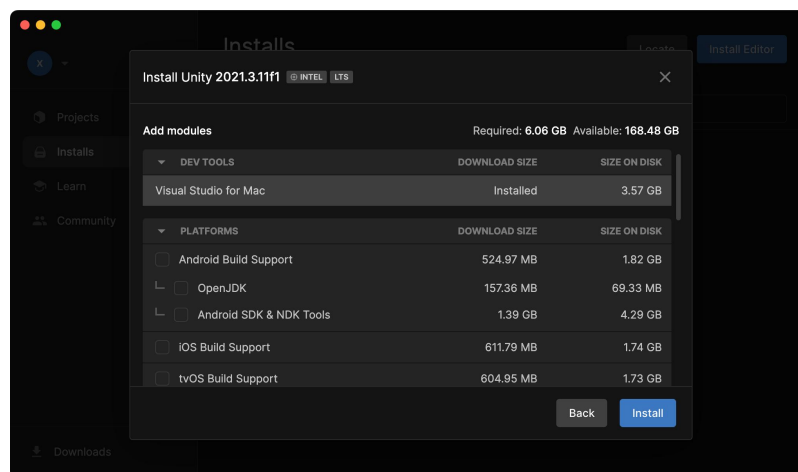 Installs
Locate
Install Editor
X
Projects
Installs
Learn
Community
Downloads
Install Unity 2021.3.11f1 INTEL LTS
Add modules
Required: 6.06 GB Available: 168.48 GB
DEV TOOLS DOWNLOAD SIZE SIZE ON DISK
Visual Studio for Mac Installed 3.57 GB
PLATFORMS DOWNLOAD SIZE SIZE ON DISK
Android Build Support 524.97 MB 1.82 GB
OpenJDK 157.36 MB 69.33 MB
Android SDK & NDK Tools 1.39 GB 4.29 GB
iOS Build Support 611.79 MB 1.74 GB
tvOS Build Support 604.95 MB 1.73 GB
Back
Install